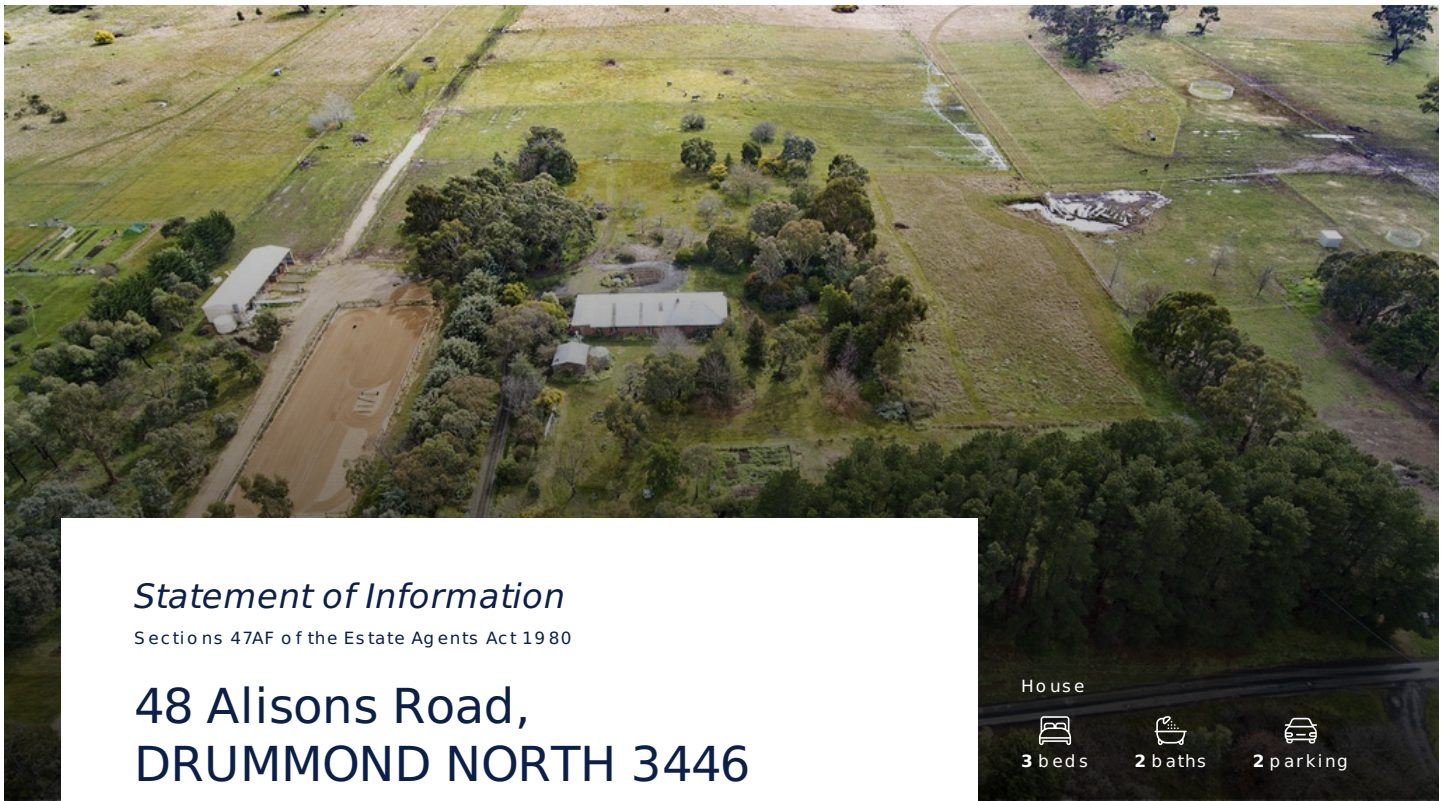 Statement of Information
Sections 47AF of the Estate Agents Act 1980
48 Alisons Road,
DRUMMOND NORTH 3446
House
3 beds 2 baths 2 parking